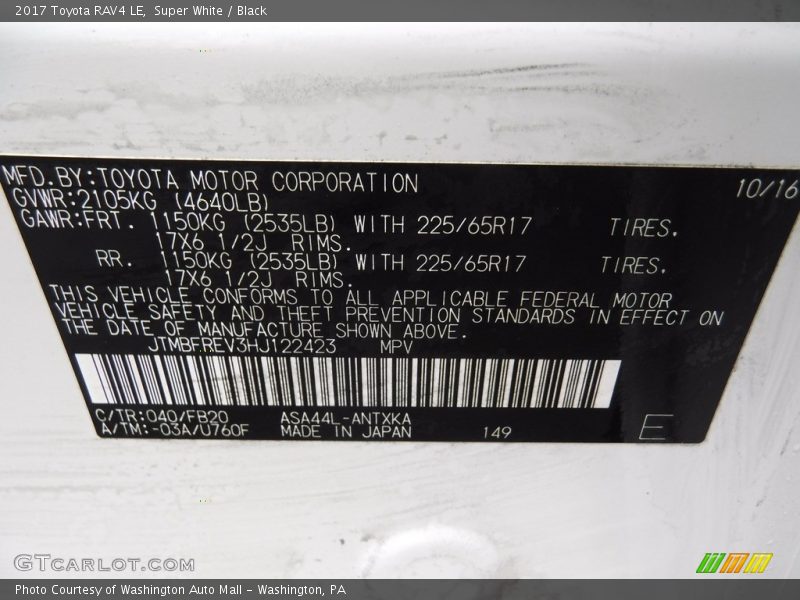 2017 Toyota RAV4 LE, Super White / Black
MFD.BY:TOYOTA MOTOR CORPORATION 10/16
GVWR:2105KG (4640LB)
GAWR:FRT. 1150KG (2535LB) WITH 225/65R17 TIRES.
17X6 1/2J RIMS.
RR. 1150KG (2535LB) WITH 225/65R17 TIRES.
17X6 1/2J RIMS.
THIS VEHICLE CONFORMS TO ALL APPLICABLE FEDERAL MOTOR
VEHICLE SAFETY AND THEFT PREVENTION STANDARDS IN EFFECT ON
THE DATE OF MANUFACTURE SHOWN ABOVE.
JTMBFREV3HJ122423 MPV
C/TR:040/FB20 ASA44L-ANTXKA
A/TM:-03A/U760F MADE IN JAPAN 149 E
GTCARLOT.COM
Photo Courtesy of Washington Auto Mall - Washington, PA